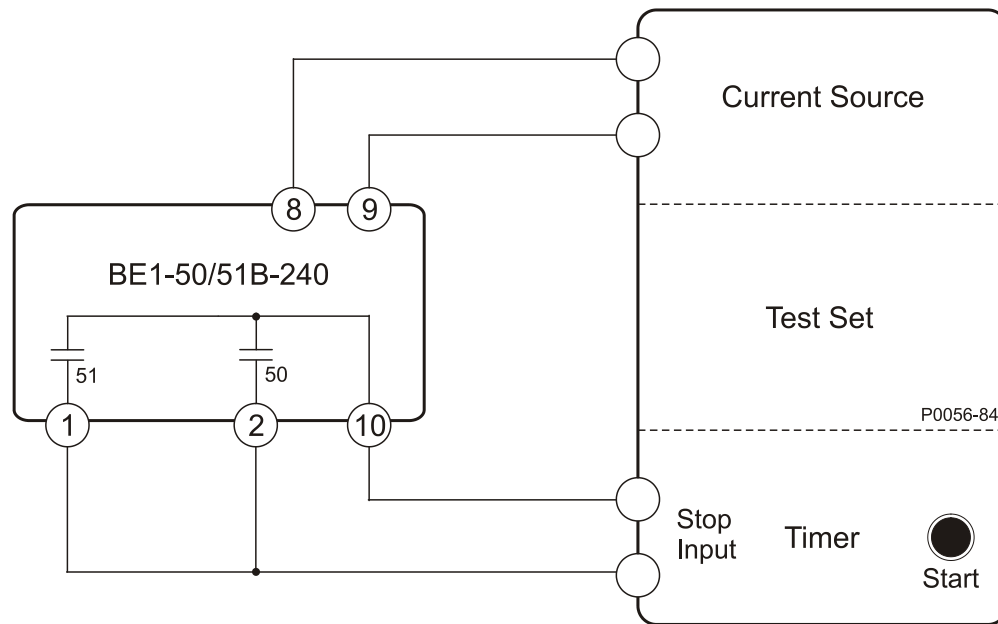 Current Source
8
9
BE1-50/51B-240
Test Set
51
50
P0056-84
1
2
10
Stop
Input
Timer
Start